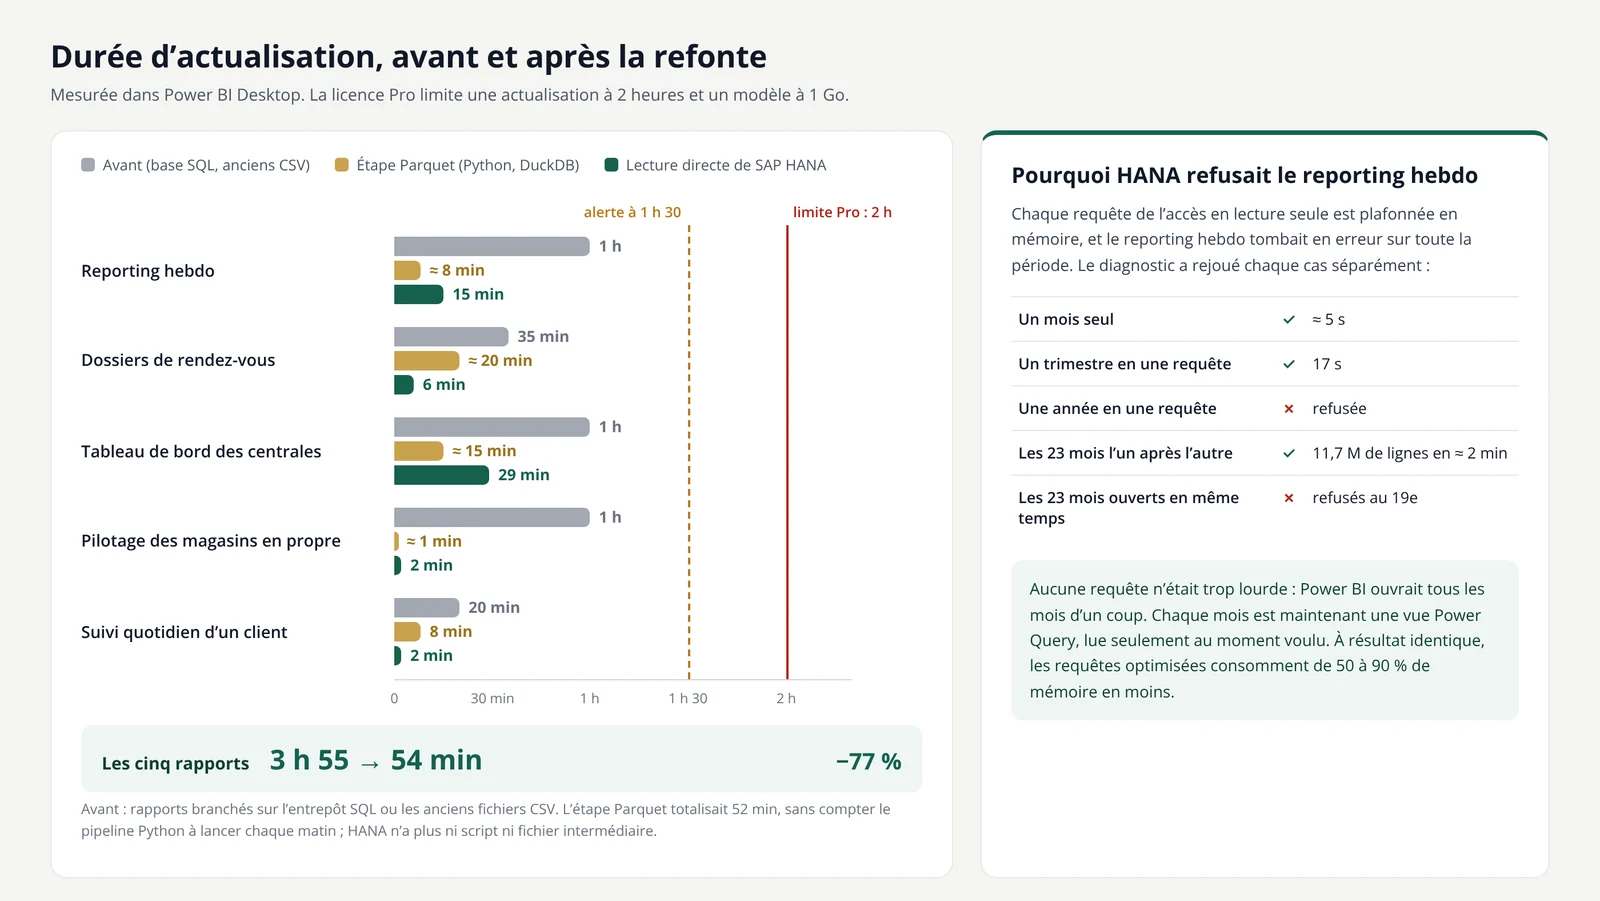 Durée d’actualisation, avant et après la refonte
Mesurée dans Power BI Desktop. La licence Pro limite une actualisation à 2 heures et un modèle à 1 Go.
Avant (base SQL, anciens CSV)
Étape Parquet (Python, DuckDB)
Lecture directe de SAP HANA
alerte à 1 h 30
limite Pro : 2 h
Reporting hebdo
1 h
≈ 8 min
15 min
Dossiers de rendez-vous
35 min
≈ 20 min
6 min
Tableau de bord des centrales
1 h
≈ 15 min
29 min
Pilotage des magasins en propre
1 h
≈ 1 min
2 min
Suivi quotidien d’un client
20 min
8 min
2 min
0
30 min
1 h
1 h 30
2 h
Les cinq rapports 3 h 55 → 54 min −77 %
Avant : rapports branchés sur l’entrepôt SQL ou les anciens fichiers CSV. L’étape Parquet totalisait 52 min, sans compter le
pipeline Python à lancer chaque matin ; HANA n’a plus ni script ni fichier intermédiaire.
Pourquoi HANA refusait le reporting hebdo
Chaque requête de l’accès en lecture seule est plafonnée en
mémoire, et le reporting hebdo tombait en erreur sur toute la
période. Le diagnostic a rejoué chaque cas séparément :
Un mois seul ✓ ≈ 5 s
Un trimestre en une requête ✓ 17 s
Une année en une requête ✕ refusée
Les 23 mois l’un après l’autre ✓ 11,7 M de lignes en ≈ 2 min
Les 23 mois ouverts en même ✕ refusés au 19e
temps
Aucune requête n’était trop lourde : Power BI ouvrait tous les
mois d’un coup. Chaque mois est maintenant une vue Power
Query, lue seulement au moment voulu. À résultat identique,
les requêtes optimisées consomment de 50 à 90 % de
mémoire en moins.